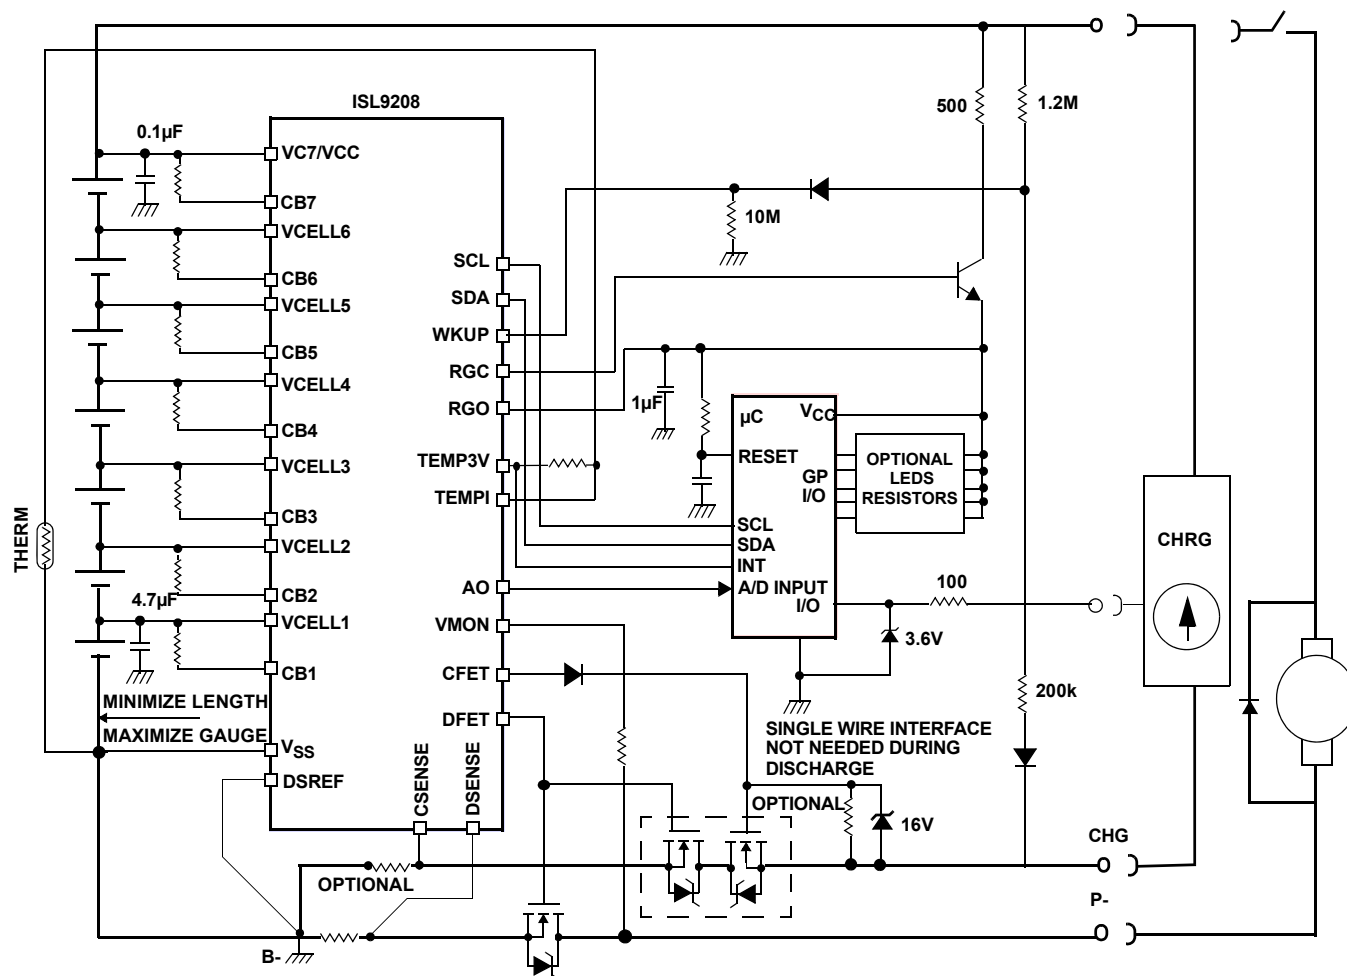 ISL9208
500
1.2M
0.1µF
VC7/VCC
CB7
VCELL6
10M
SCL
CB6
SDA
VCELL5
WKUP
CB5
RGC
VCELL4
1µF
RGO
µC
VCC
CB4
TEMP3V
RESET
OPTIONAL
LEDS
RESISTORS
VCELL3
GP
I/O
TEMPI
CB3
SCL
THERM
SDA
CHRG
VCELL2
INT
AO
A/D INPUT
100
CB2
4.7µF
I/O
VCELL1
VMON
3.6V
CB1
CFET
MINIMIZE LENGTH
200k
DFET
MAXIMIZE GAUGE
SINGLE WIRE INTERFACE
NOT NEEDED DURING
DISCHARGE
VSS
DSREF
CSENSE
DSENSE
OPTIONAL
16V
CHG
OPTIONAL
P-
B-